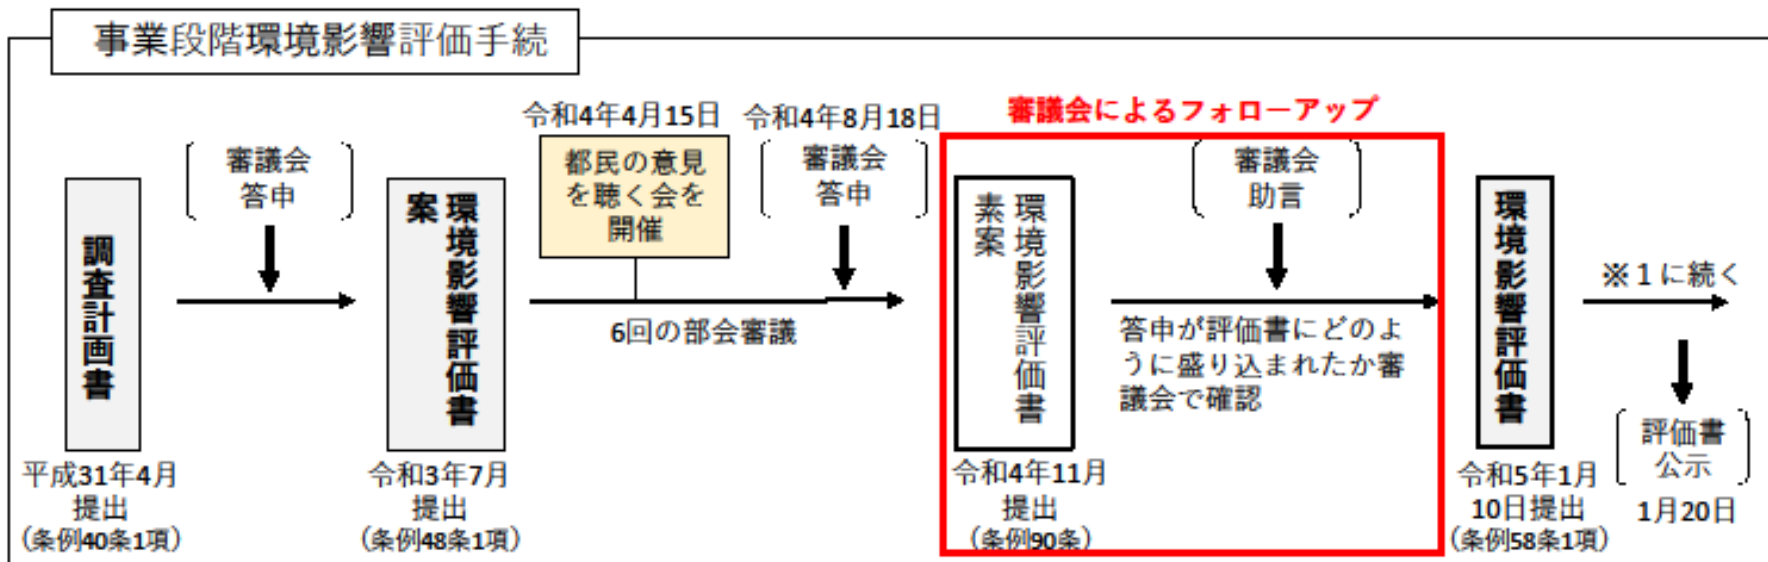 事業段階環境影響評価手続
調査計画書
平成31年4月
提出
（条例40条1項）
審議会
答申
環境影響評価書
案
令和3年7月
提出
（条例48条1項）
令和4年4月15日
都民の意見
を聴く会を
開催
6回の部会審議
令和4年8月18日
審議会
答申
審議会によるフォローアップ
環境影響評価書
素案
令和4年11月
提出
（条例90条）
審議会
助言
答申が評価書にどのよ
うに盛り込まれたか審
議会で確認
環境影響評価書
令和5年1月
10日提出
（条例58条1項）
※１に続く
評価書
公示
1月20日